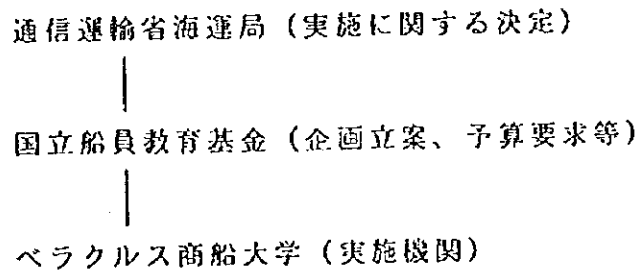 通信運輸省海運局(実施に関する決定)
国立船員教育基金(企画立案、予算要求等)
ベラクルス商船大学(実施機関)